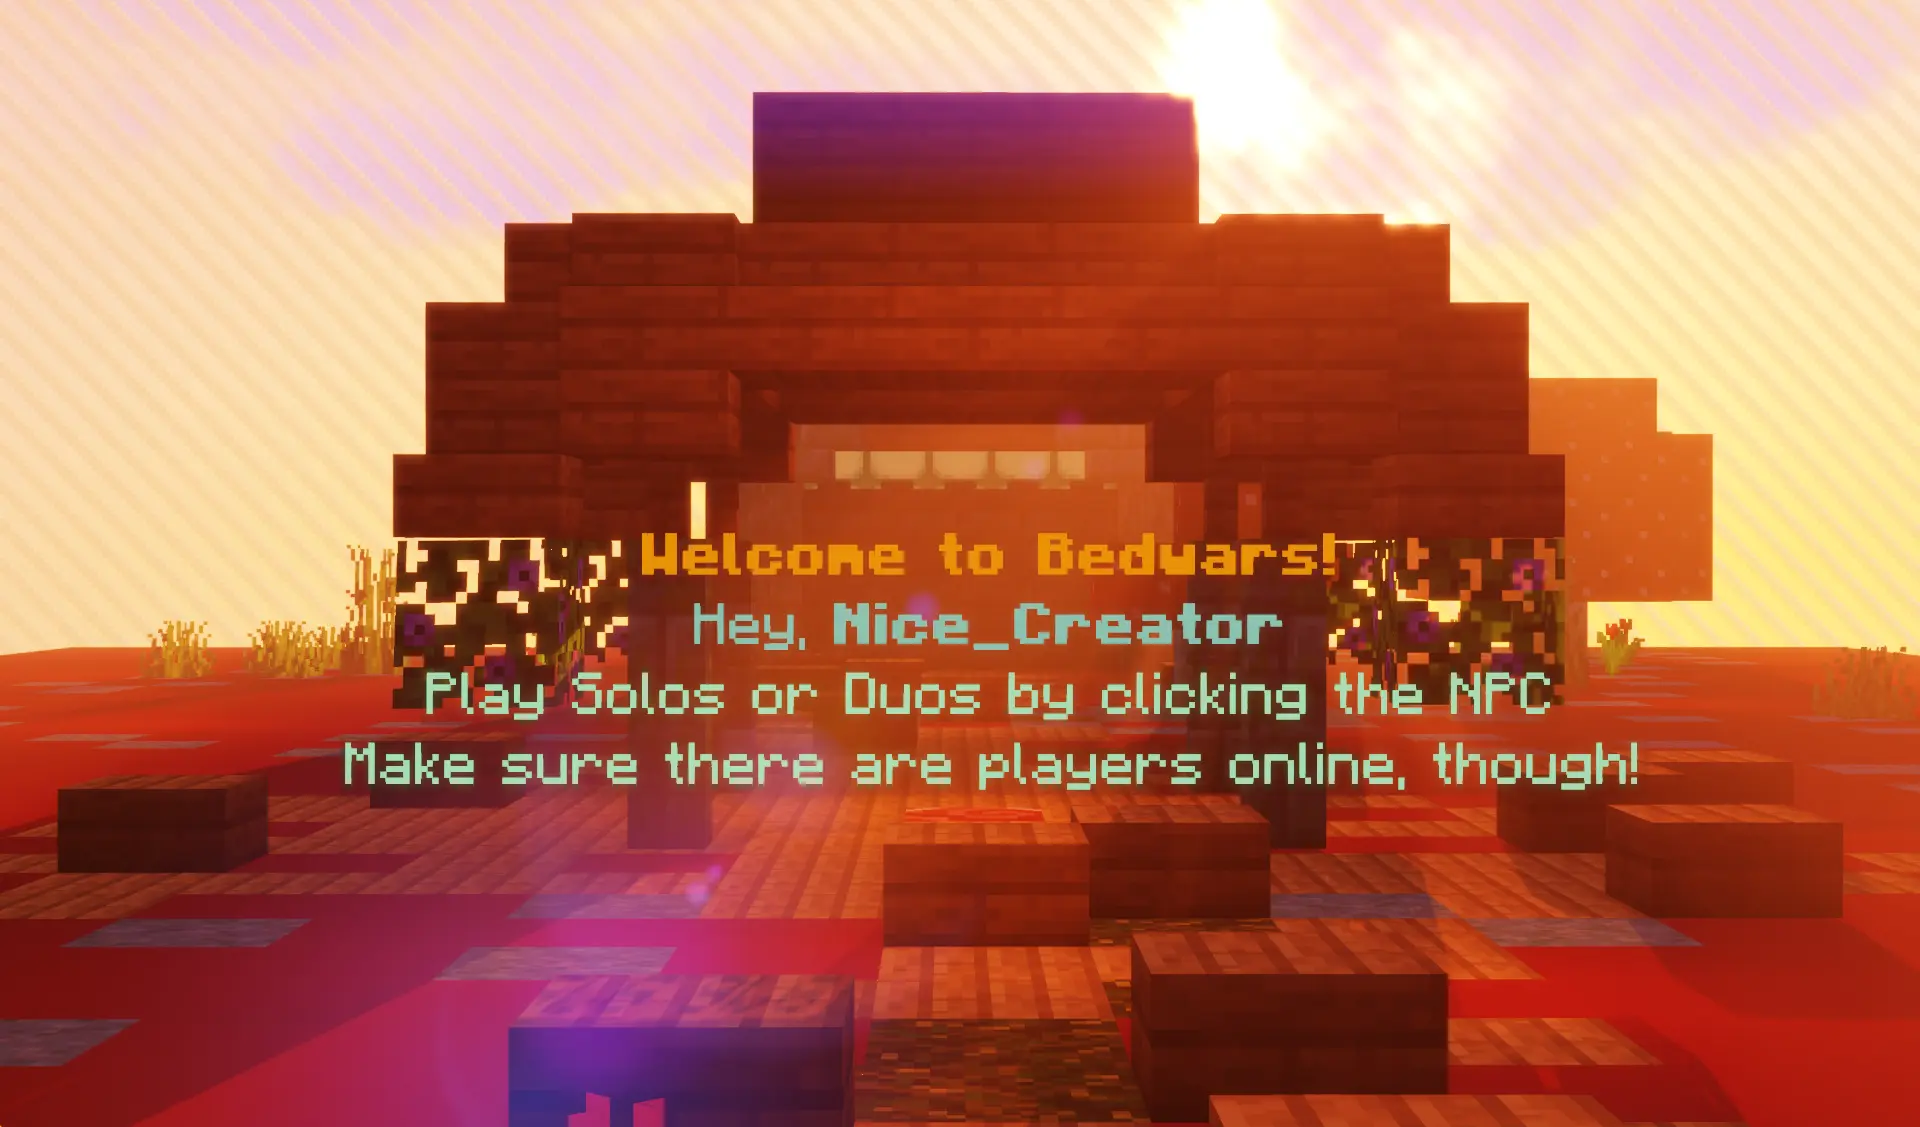 Welcome to Bedwars!
Hey, Nice_Creator
Play Solos or Duos by clicking the NPC
Make sure there are players online, though!